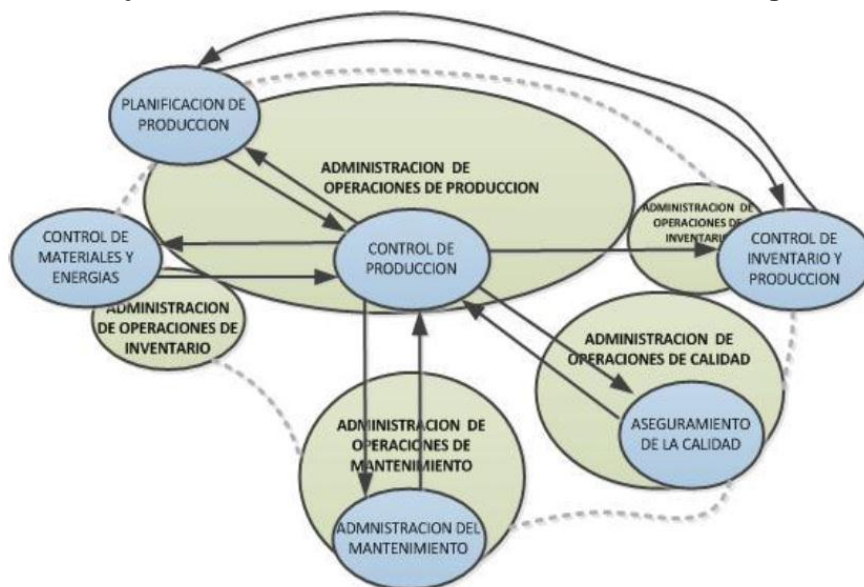 PLANIFICACION DE
PRODUCCION
ADMINISTRACION DE
OPERACIONES DE PRODUCCION
ADMINISTRACION DE
OPERACIONES DE
INVENTARIO
CONTROL DE
MATERIALES Y
ENERGIAS
CONTROL DE
PRODUCCION
CONTROL DE
INVENTARIO Y
PRODUCCION
ADMINISTRACION
DE OPERACIONES DE
INVENTARIO
ADMINISTRACION DE
OPERACIONES DE CALIDAD
ASEGURAMIENTO
DE LA CALIDAD
ADMINISTRACION DE
OPERACIONES DE
MANTENIMIENTO
ADMNISTRACION DEL
MANTENIMIENTO